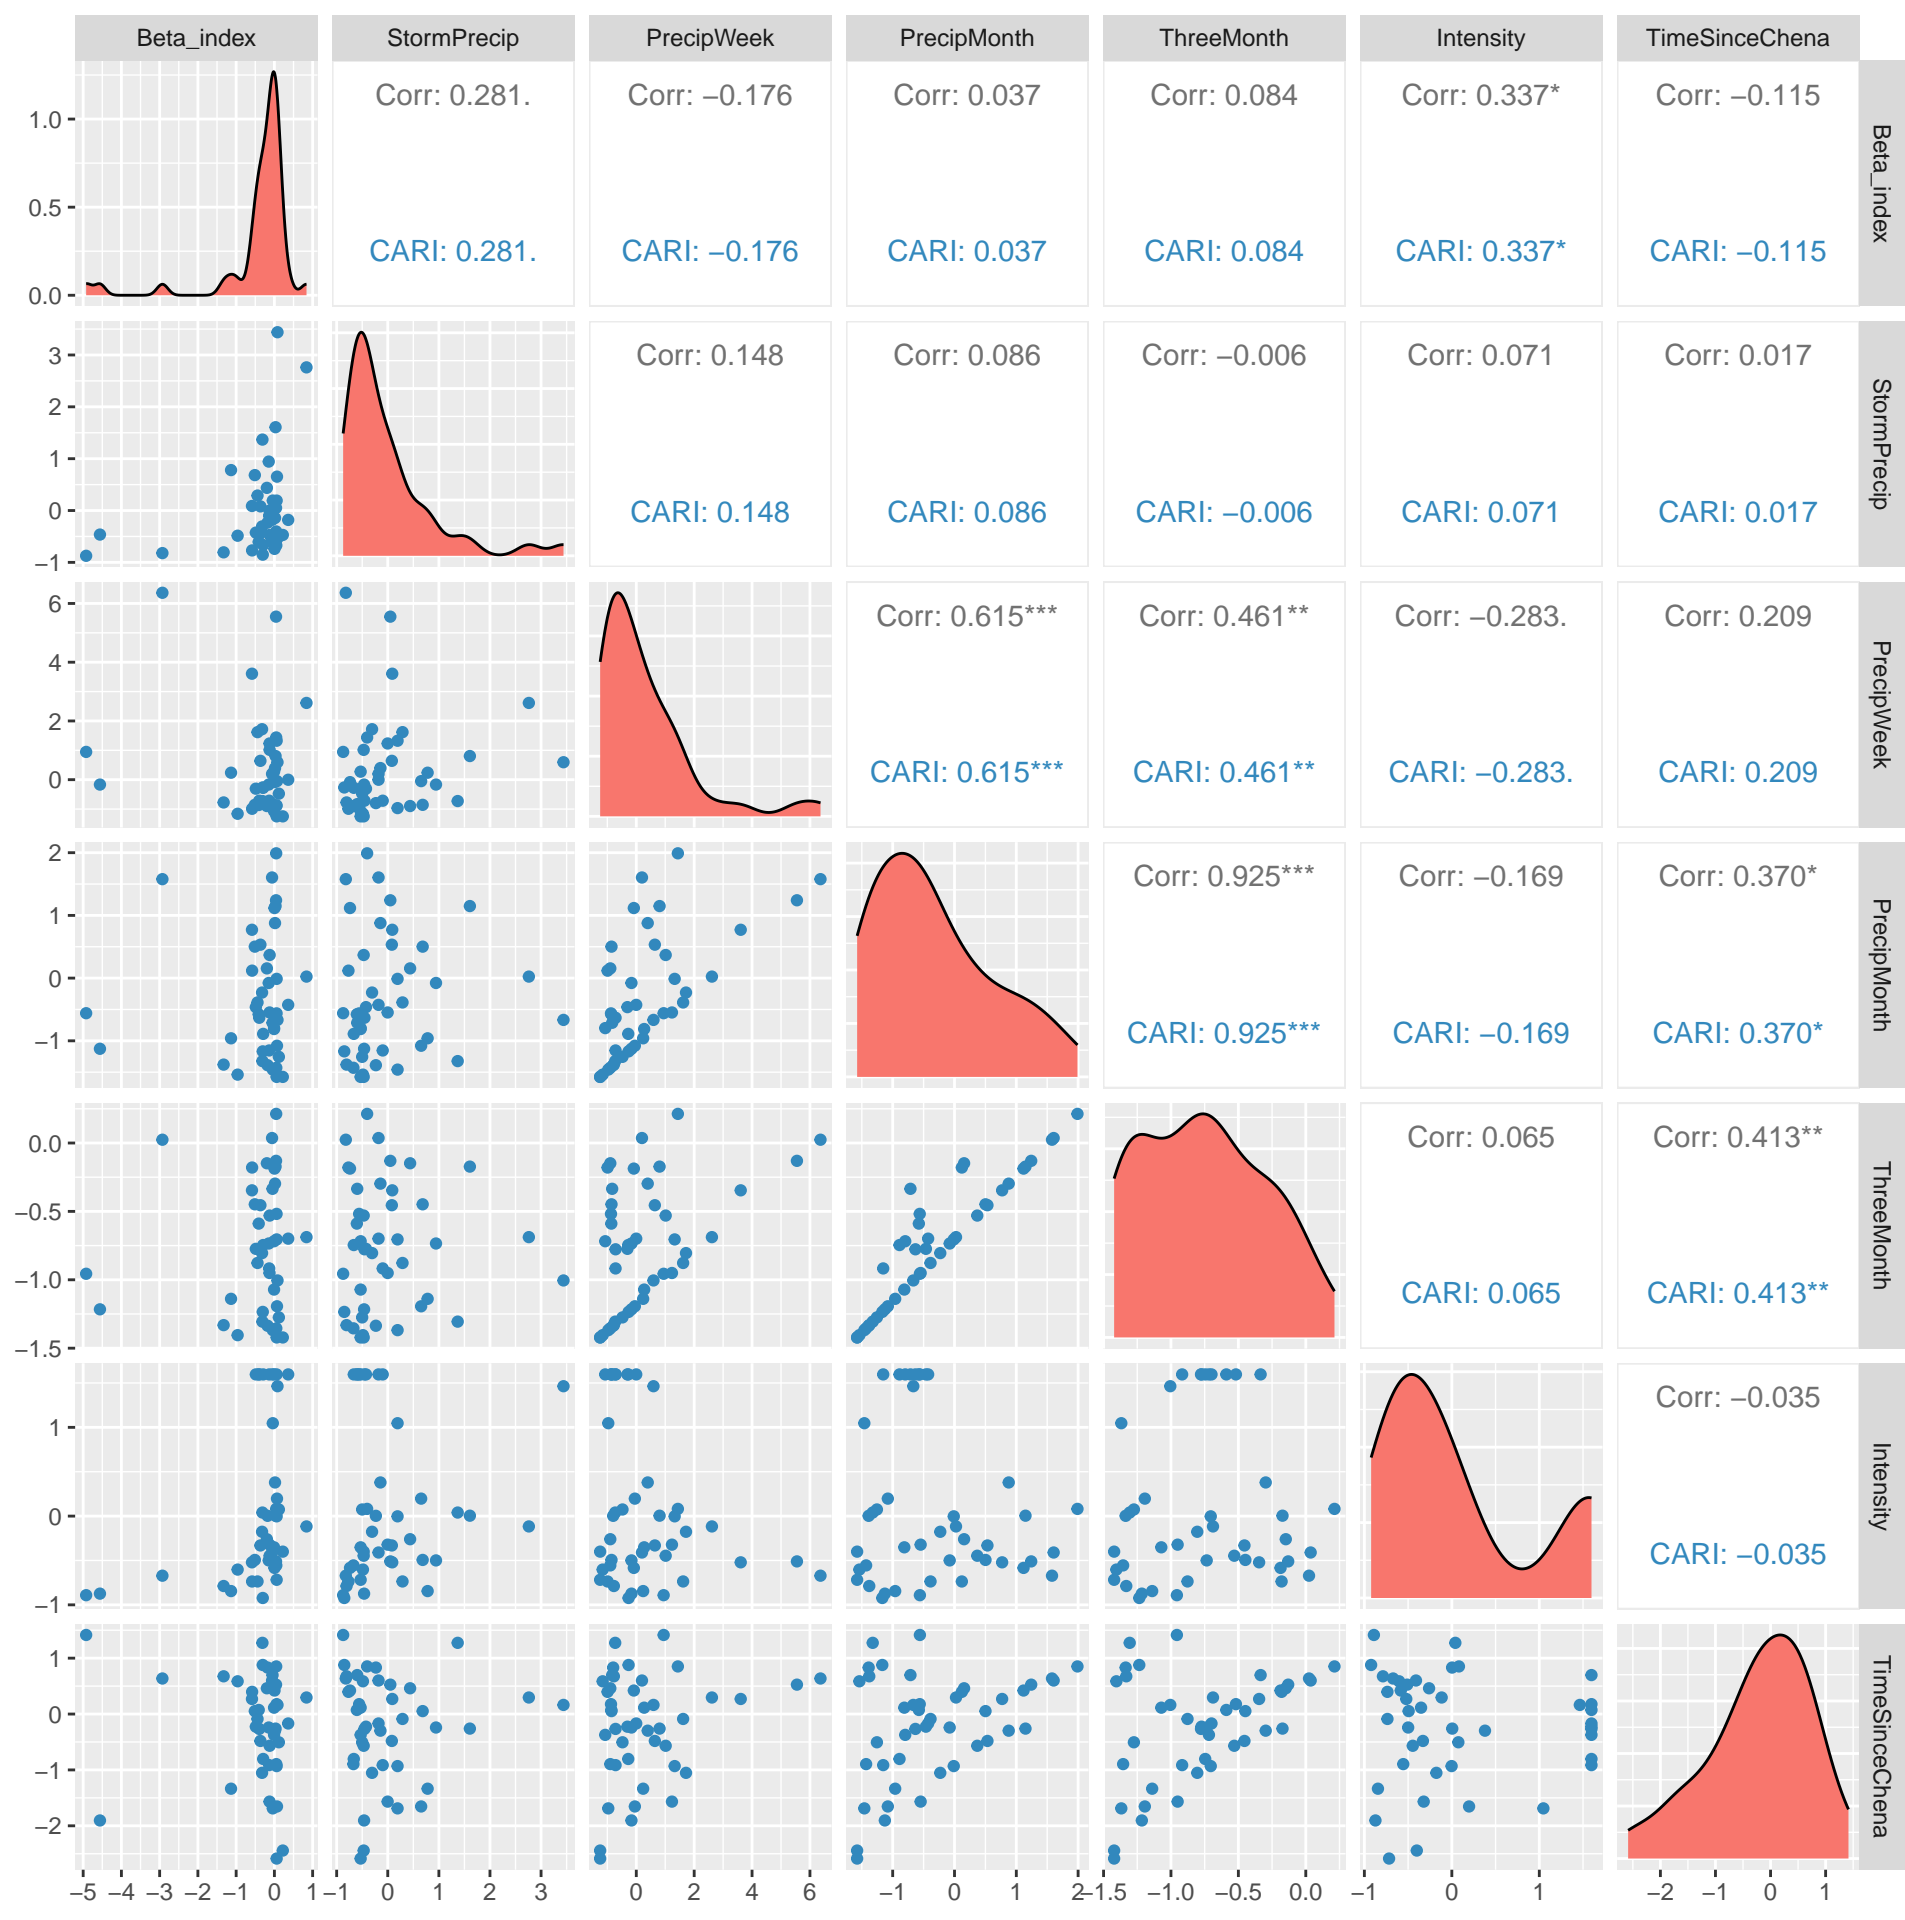 Beta_index StormPrecip PrecipWeek PrecipMonth ThreeMonth Intensity TimeSinceChena
1.0
0.5
0.0
Corr: 0.281. Corr: −0.176 Corr: 0.037 Corr: 0.084 Corr: 0.337* Corr: −0.115
CARI: 0.281. CARI: −0.176 CARI: 0.037 CARI: 0.084 CARI: 0.337* CARI: −0.115
Beta_index
3
2
1
0
−1
Corr: 0.148 Corr: 0.086 Corr: −0.006 Corr: 0.071 Corr: 0.017
CARI: 0.148 CARI: 0.086 CARI: −0.006 CARI: 0.071 CARI: 0.017
StormPrecip
6
4
2
0
Corr: 0.615*** Corr: 0.461** Corr: −0.283. Corr: 0.209
CARI: 0.615*** CARI: 0.461** CARI: −0.283. CARI: 0.209
PrecipWeek
2
1
0
−1
Corr: 0.925*** Corr: −0.169 Corr: 0.370*
CARI: 0.925*** CARI: −0.169 CARI: 0.370*
PrecipMonth
0.0
−0.5
−1.0
−1.5
Corr: 0.065 Corr: 0.413**
CARI: 0.065 CARI: 0.413**
ThreeMonth
1
0
−1
Corr: −0.035
CARI: −0.035
Intensity
1
0
−1
−2
TimeSinceChena
−5 −4 −3 −2 −1 0 1 −1 0 1 2 3 0 2 4 6 −1 0 1 2 −1.5 −1.0 −0.5 0.0 −1 0 1 −2 −1 0 1